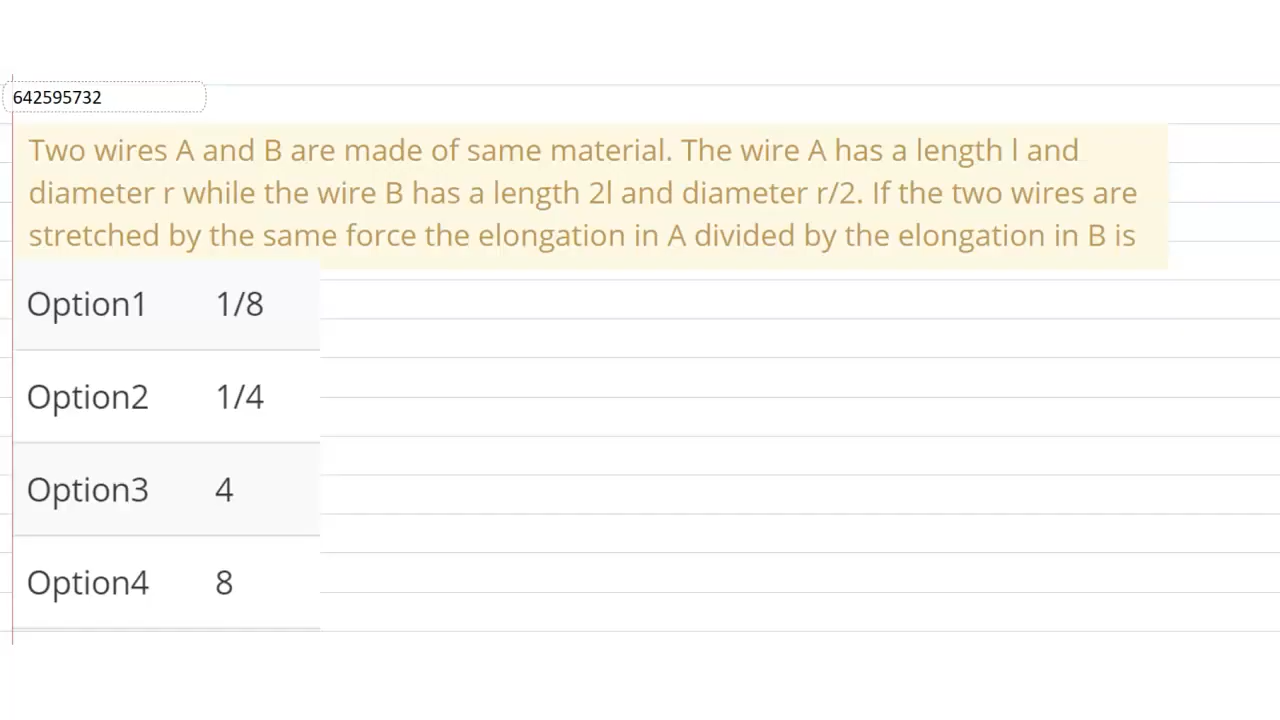 642595732
Two wires A and B are made of same material. The wire A has a length l and
diameter r while the wire B has a length 2l and diameter r/2. If the two wires are
stretched by the same force the elongation in A divided by the elongation in B is
Option1 1/8
Option2 1/4
Option3 4
Option4 8